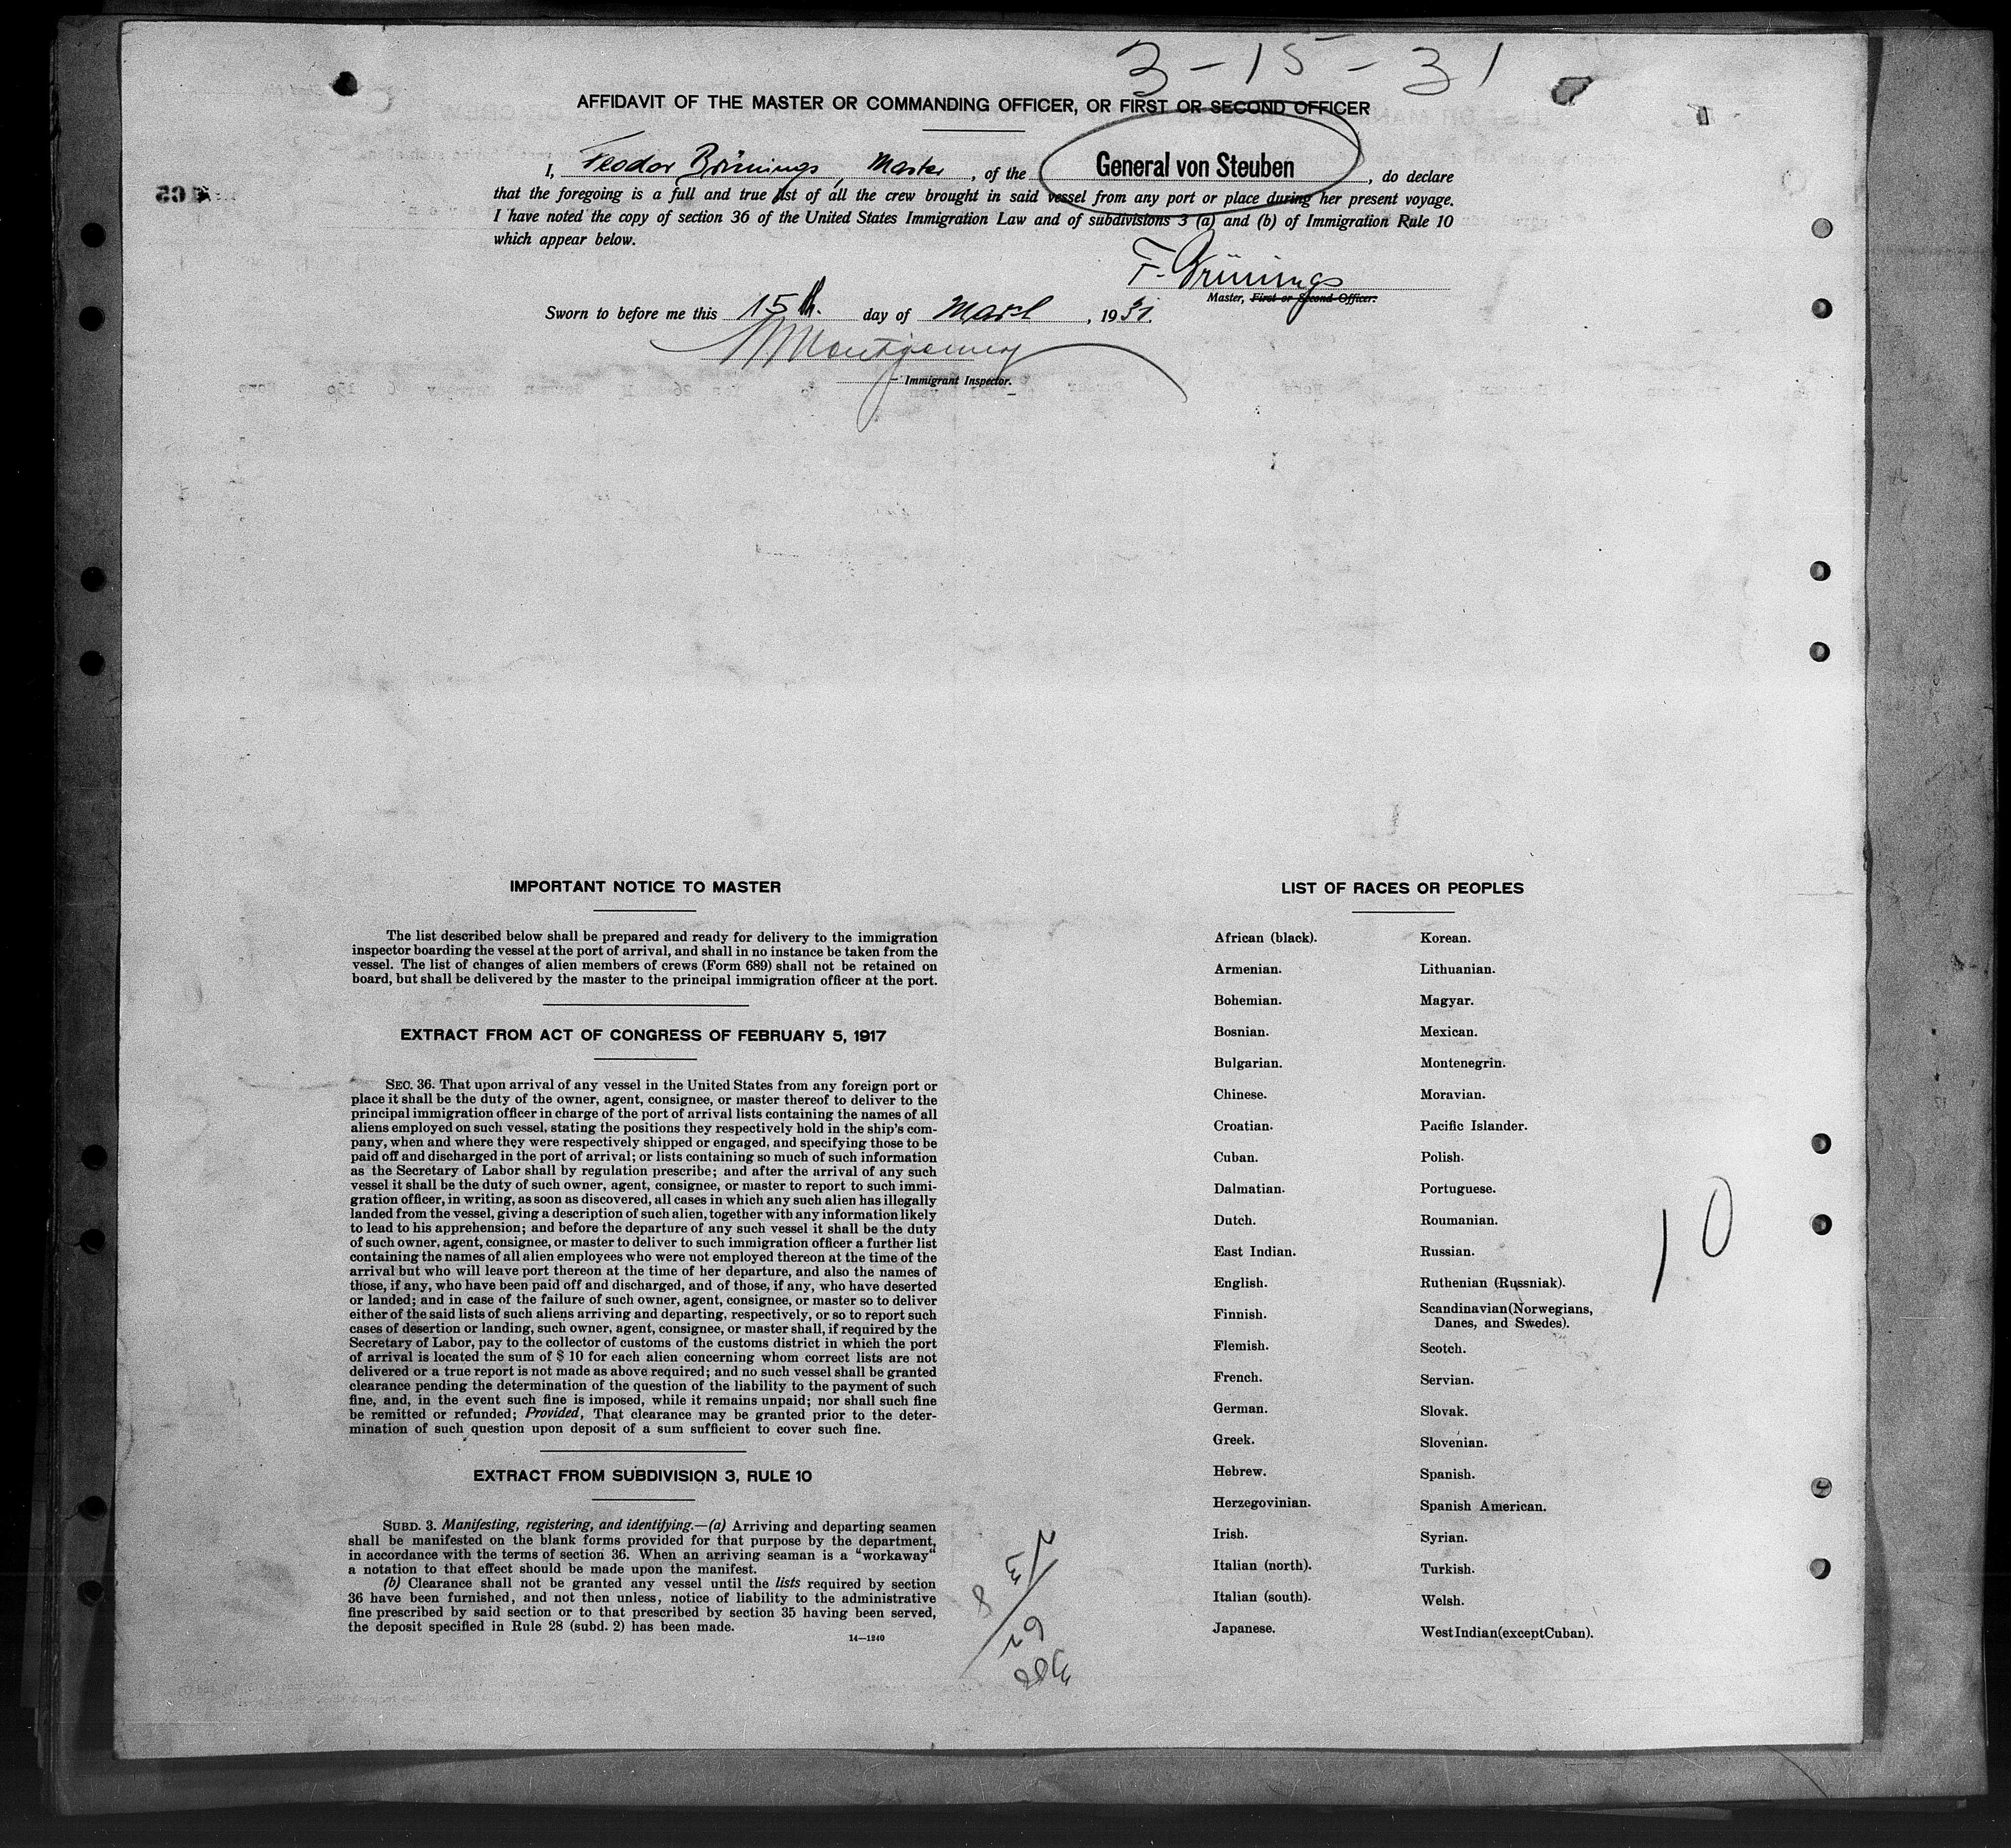 3-15-31
AFFIDAVIT OF THE MASTER OR COMMANDING OFFICER, OR FIRST OR SECOND OFFICER
I, Feodor Brünings, Master, of the General von Steuben, do declare
that the foregoing is a full and true list of all the crew brought in said vessel from any port or place during her present voyage.
I have noted the copy of section 36 of the United States Immigration Law and of subdivisions 3 (a) and (b) of Immigration Rule 10
which appear below.
F. Brünings
Master, First or Second Officer.
Sworn to before me this 15th. day of March, 1931.
Montgomery
Immigrant Inspector.
IMPORTANT NOTICE TO MASTER
The list described below shall be prepared and ready for delivery to the immigration
inspector boarding the vessel at the port of arrival, and shall in no instance be taken from the
vessel. The list of changes of alien members of crews (Form 689) shall not be retained on
board, but shall be delivered by the master to the principal immigration officer at the port.
EXTRACT FROM ACT OF CONGRESS OF FEBRUARY 5, 1917
SEC. 36. That upon arrival of any vessel in the United States from any foreign port or
place it shall be the duty of the owner, agent, consignee, or master thereof to deliver to the
principal immigration officer in charge of the port of arrival lists containing the names of all
aliens employed on such vessel, stating the positions they respectively hold in the ship's com-
pany, when and where they were respectively shipped or engaged, and specifying those to be
paid off and discharged in the port of arrival; or lists containing so much of such information
as the Secretary of Labor shall by regulation prescribe; and after the arrival of any such
vessel it shall be the duty of such owner, agent, consignee, or master to report to such immi-
gration officer, in writing, as soon as discovered, all cases in which any such alien has illegally
landed from the vessel, giving a description of such alien, together with any information likely
to lead to his apprehension; and before the departure of any such vessel it shall be the duty
of such owner, agent, consignee, or master to deliver to such immigration officer a further list
containing the names of all alien employees who were not employed thereon at the time of the
arrival but who will leave port thereon at the time of her departure, and also the names of
those, if any, who have been paid off and discharged, and of those, if any, who have deserted
or landed; and in case of the failure of such owner, agent, consignee, or master so to deliver
either of the said lists of such aliens arriving and departing, respectively, or so to report such
cases of desertion or landing, such owner, agent, consignee, or master shall, if required by the
Secretary of Labor, pay to the collector of customs of the customs district in which the port
of arrival is located the sum of $ 10 for each alien concerning whom correct lists are not
delivered or a true report is not made as above required; and no such vessel shall be granted
clearance pending the determination of the question of the liability to the payment of such
fine, and, in the event such fine is imposed, while it remains unpaid; nor shall such fine
be remitted or refunded; Provided, That clearance may be granted prior to the deter-
mination of such question upon deposit of a sum sufficient to cover such fine.
EXTRACT FROM SUBDIVISION 3, RULE 10
SUBD. 3. Manifesting, registering, and identifying.—(a) Arriving and departing seamen
shall be manifested on the blank forms provided for that purpose by the department,
in accordance with the terms of section 36. When an arriving seaman is a "workaway"
a notation to that effect should be made upon the manifest.
(b) Clearance shall not be granted any vessel until the lists required by section
36 have been furnished, and not then unless, notice of liability to the administrative
fine prescribed by said section or to that prescribed by section 35 having been served,
the deposit specified in Rule 28 (subd. 2) has been made.
14—1240
LIST OF RACES OR PEOPLES
African (black).
Armenian.
Bohemian.
Bosnian.
Bulgarian.
Chinese.
Croatian.
Cuban.
Dalmatian.
Dutch.
East Indian.
English.
Finnish.
Flemish.
French.
German.
Greek.
Hebrew.
Herzegovinian.
Irish.
Italian (north).
Italian (south).
Japanese.
Korean.
Lithuanian.
Magyar.
Mexican.
Montenegrin.
Moravian.
Pacific Islander.
Polish.
Portuguese.
Roumanian.
Russian.
Ruthenian (Russniak).
Scandinavian (Norwegians,
Danes, and Swedes).
Scotch.
Servian.
Slovak.
Slovenian.
Spanish.
Spanish American.
Syrian.
Turkish.
Welsh.
West Indian (except Cuban).
10